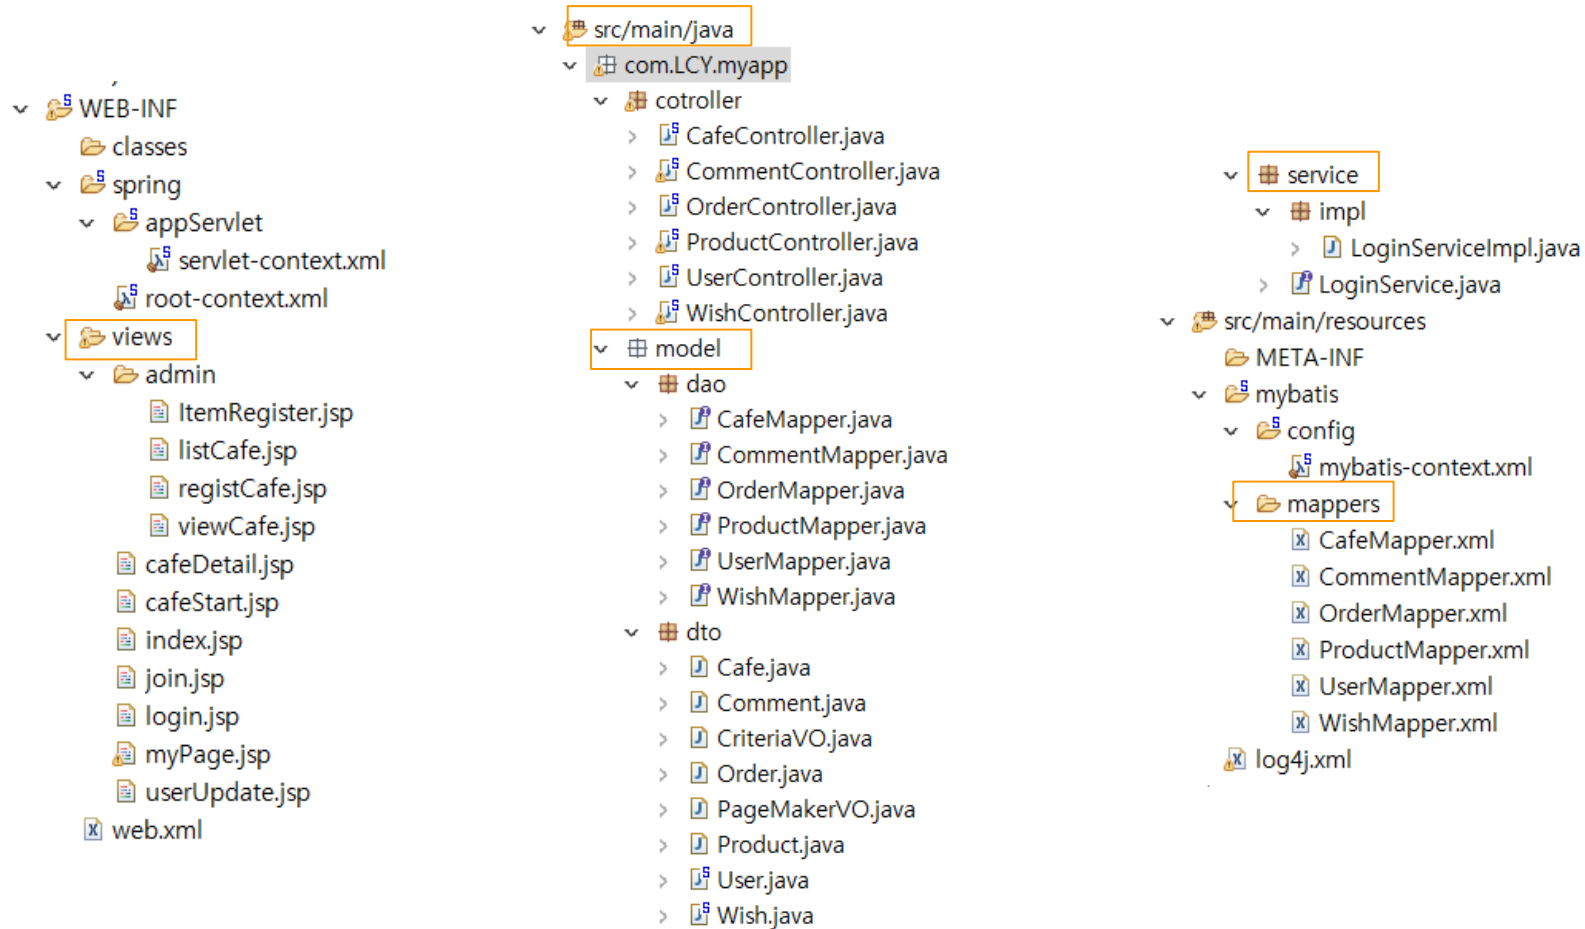 WEB-INF
classes
spring
appServlet
servlet-context.xml
root-context.xml
views
admin
ItemRegister.jsp
listCafe.jsp
registCafe.jsp
viewCafe.jsp
cafeDetail.jsp
cafeStart.jsp
index.jsp
join.jsp
login.jsp
myPage.jsp
userUpdate.jsp
web.xml
src/main/java
com.LCY.myapp
cotroller
CafeController.java
CommentController.java
OrderController.java
ProductController.java
UserController.java
WishController.java
model
dao
CafeMapper.java
CommentMapper.java
OrderMapper.java
ProductMapper.java
UserMapper.java
WishMapper.java
dto
Cafe.java
Comment.java
CriteriaVO.java
Order.java
PageMakerVO.java
Product.java
User.java
Wish.java
service
impl
LoginServiceImpl.java
LoginService.java
src/main/resources
META-INF
mybatis
config
mybatis-context.xml
mappers
CafeMapper.xml
CommentMapper.xml
OrderMapper.xml
ProductMapper.xml
UserMapper.xml
WishMapper.xml
log4j.xml